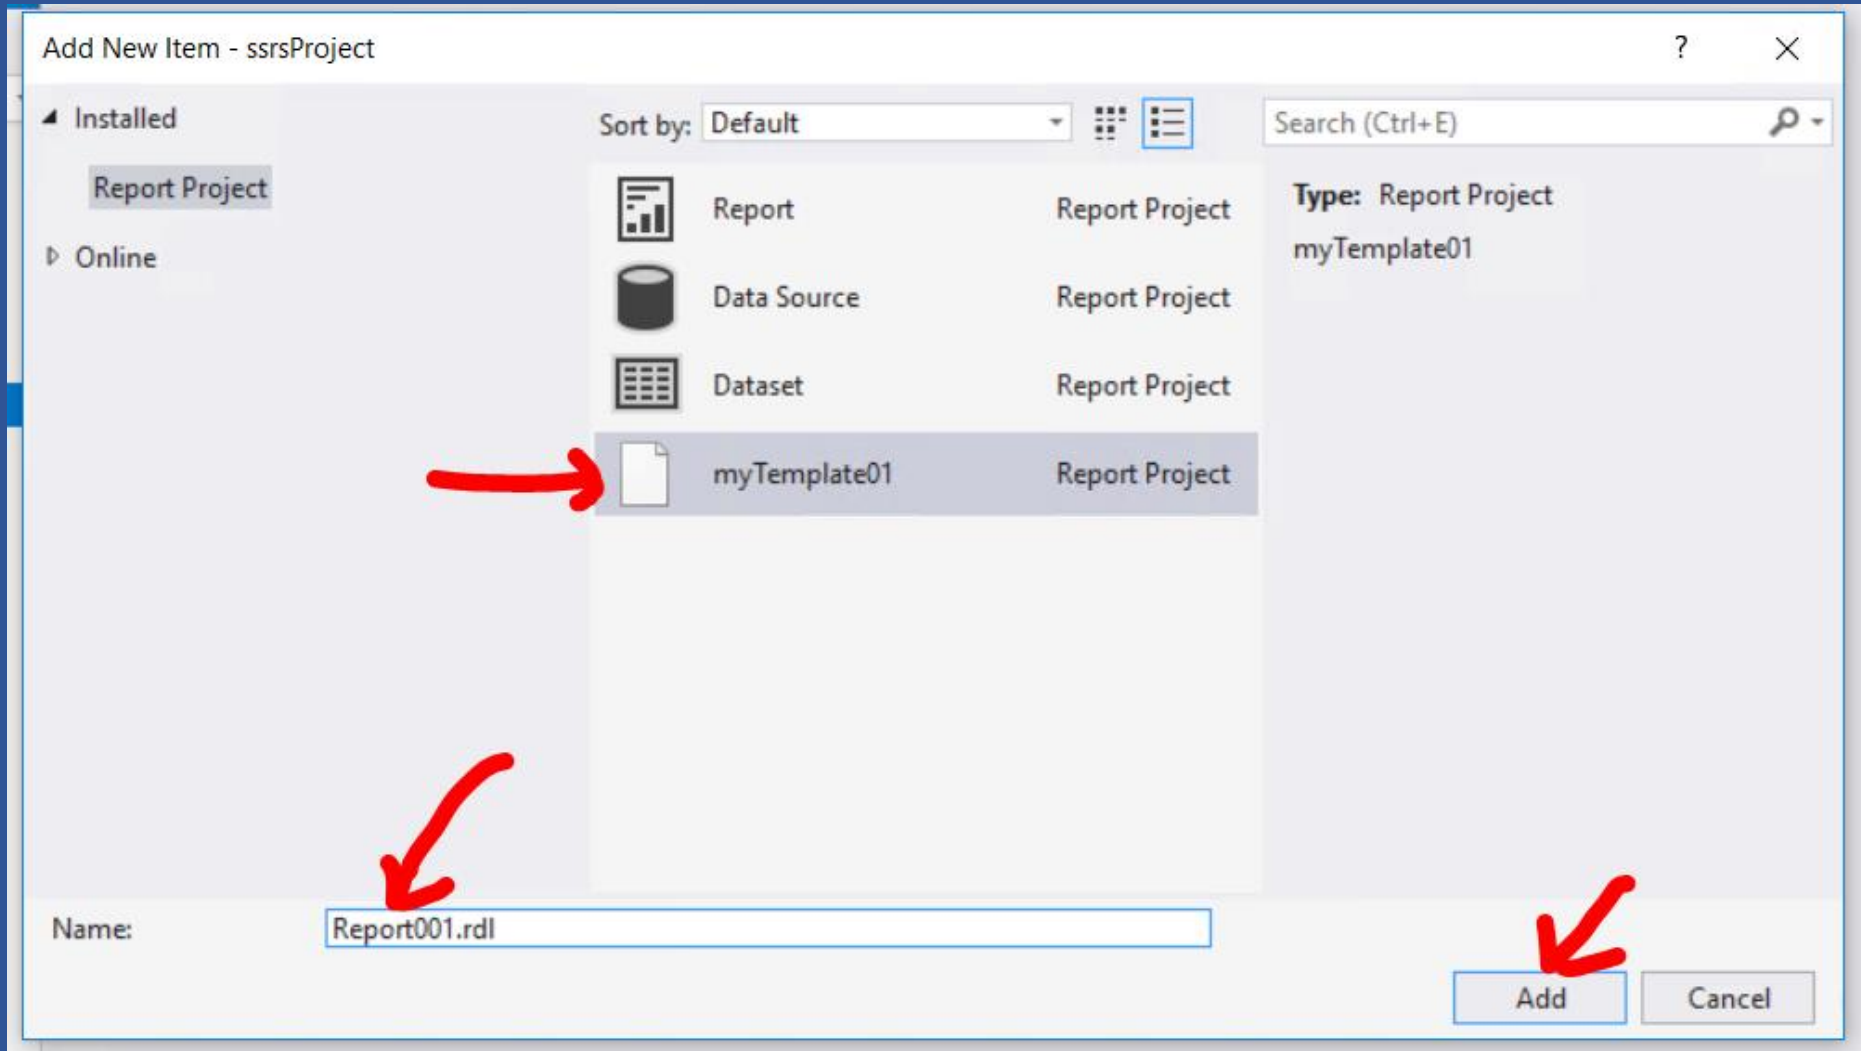 Add New Item - ssrsProject
?
Installed
Report Project
Online
Sort by: Default
Search (Ctrl+E)
Report Report Project
Data Source Report Project
Dataset Report Project
myTemplate01 Report Project
Type: Report Project
myTemplate01
Name: Report001.rdl
Add Cancel